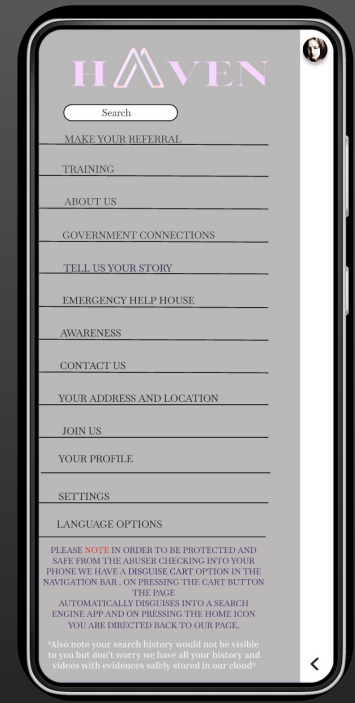 HAVEN
Search
MAKE YOUR REFERRAL
TRAINING
ABOUT US
GOVERNMENT CONNECTIONS
TELL US YOUR STORY
EMERGENCY HELP HOUSE
AWARENESS
CONTACT US
YOUR ADDRESS AND LOCATION
JOIN US
YOUR PROFILE
SETTINGS
LANGUAGE OPTIONS
PLEASE NOTE IN ORDER TO BE PROTECTED AND
SAFE FROM THE ABUSER CHECKING INTO YOUR
PHONE WE HAVE A DISGUISE CART OPTION IN THE
NAVIGATION BAR . ON PRESSING THE CART BUTTON
THE PAGE
AUTOMATICALLY DISGUISES INTO A SEARCH
ENGINE APP AND ON PRESSING THE HOME ICON
YOU ARE DIRECTED BACK TO OUR PAGE.
*Also note your search history would not be visible
to you but don't worry we have all your history and
videos with evidences safely stored in our cloud*